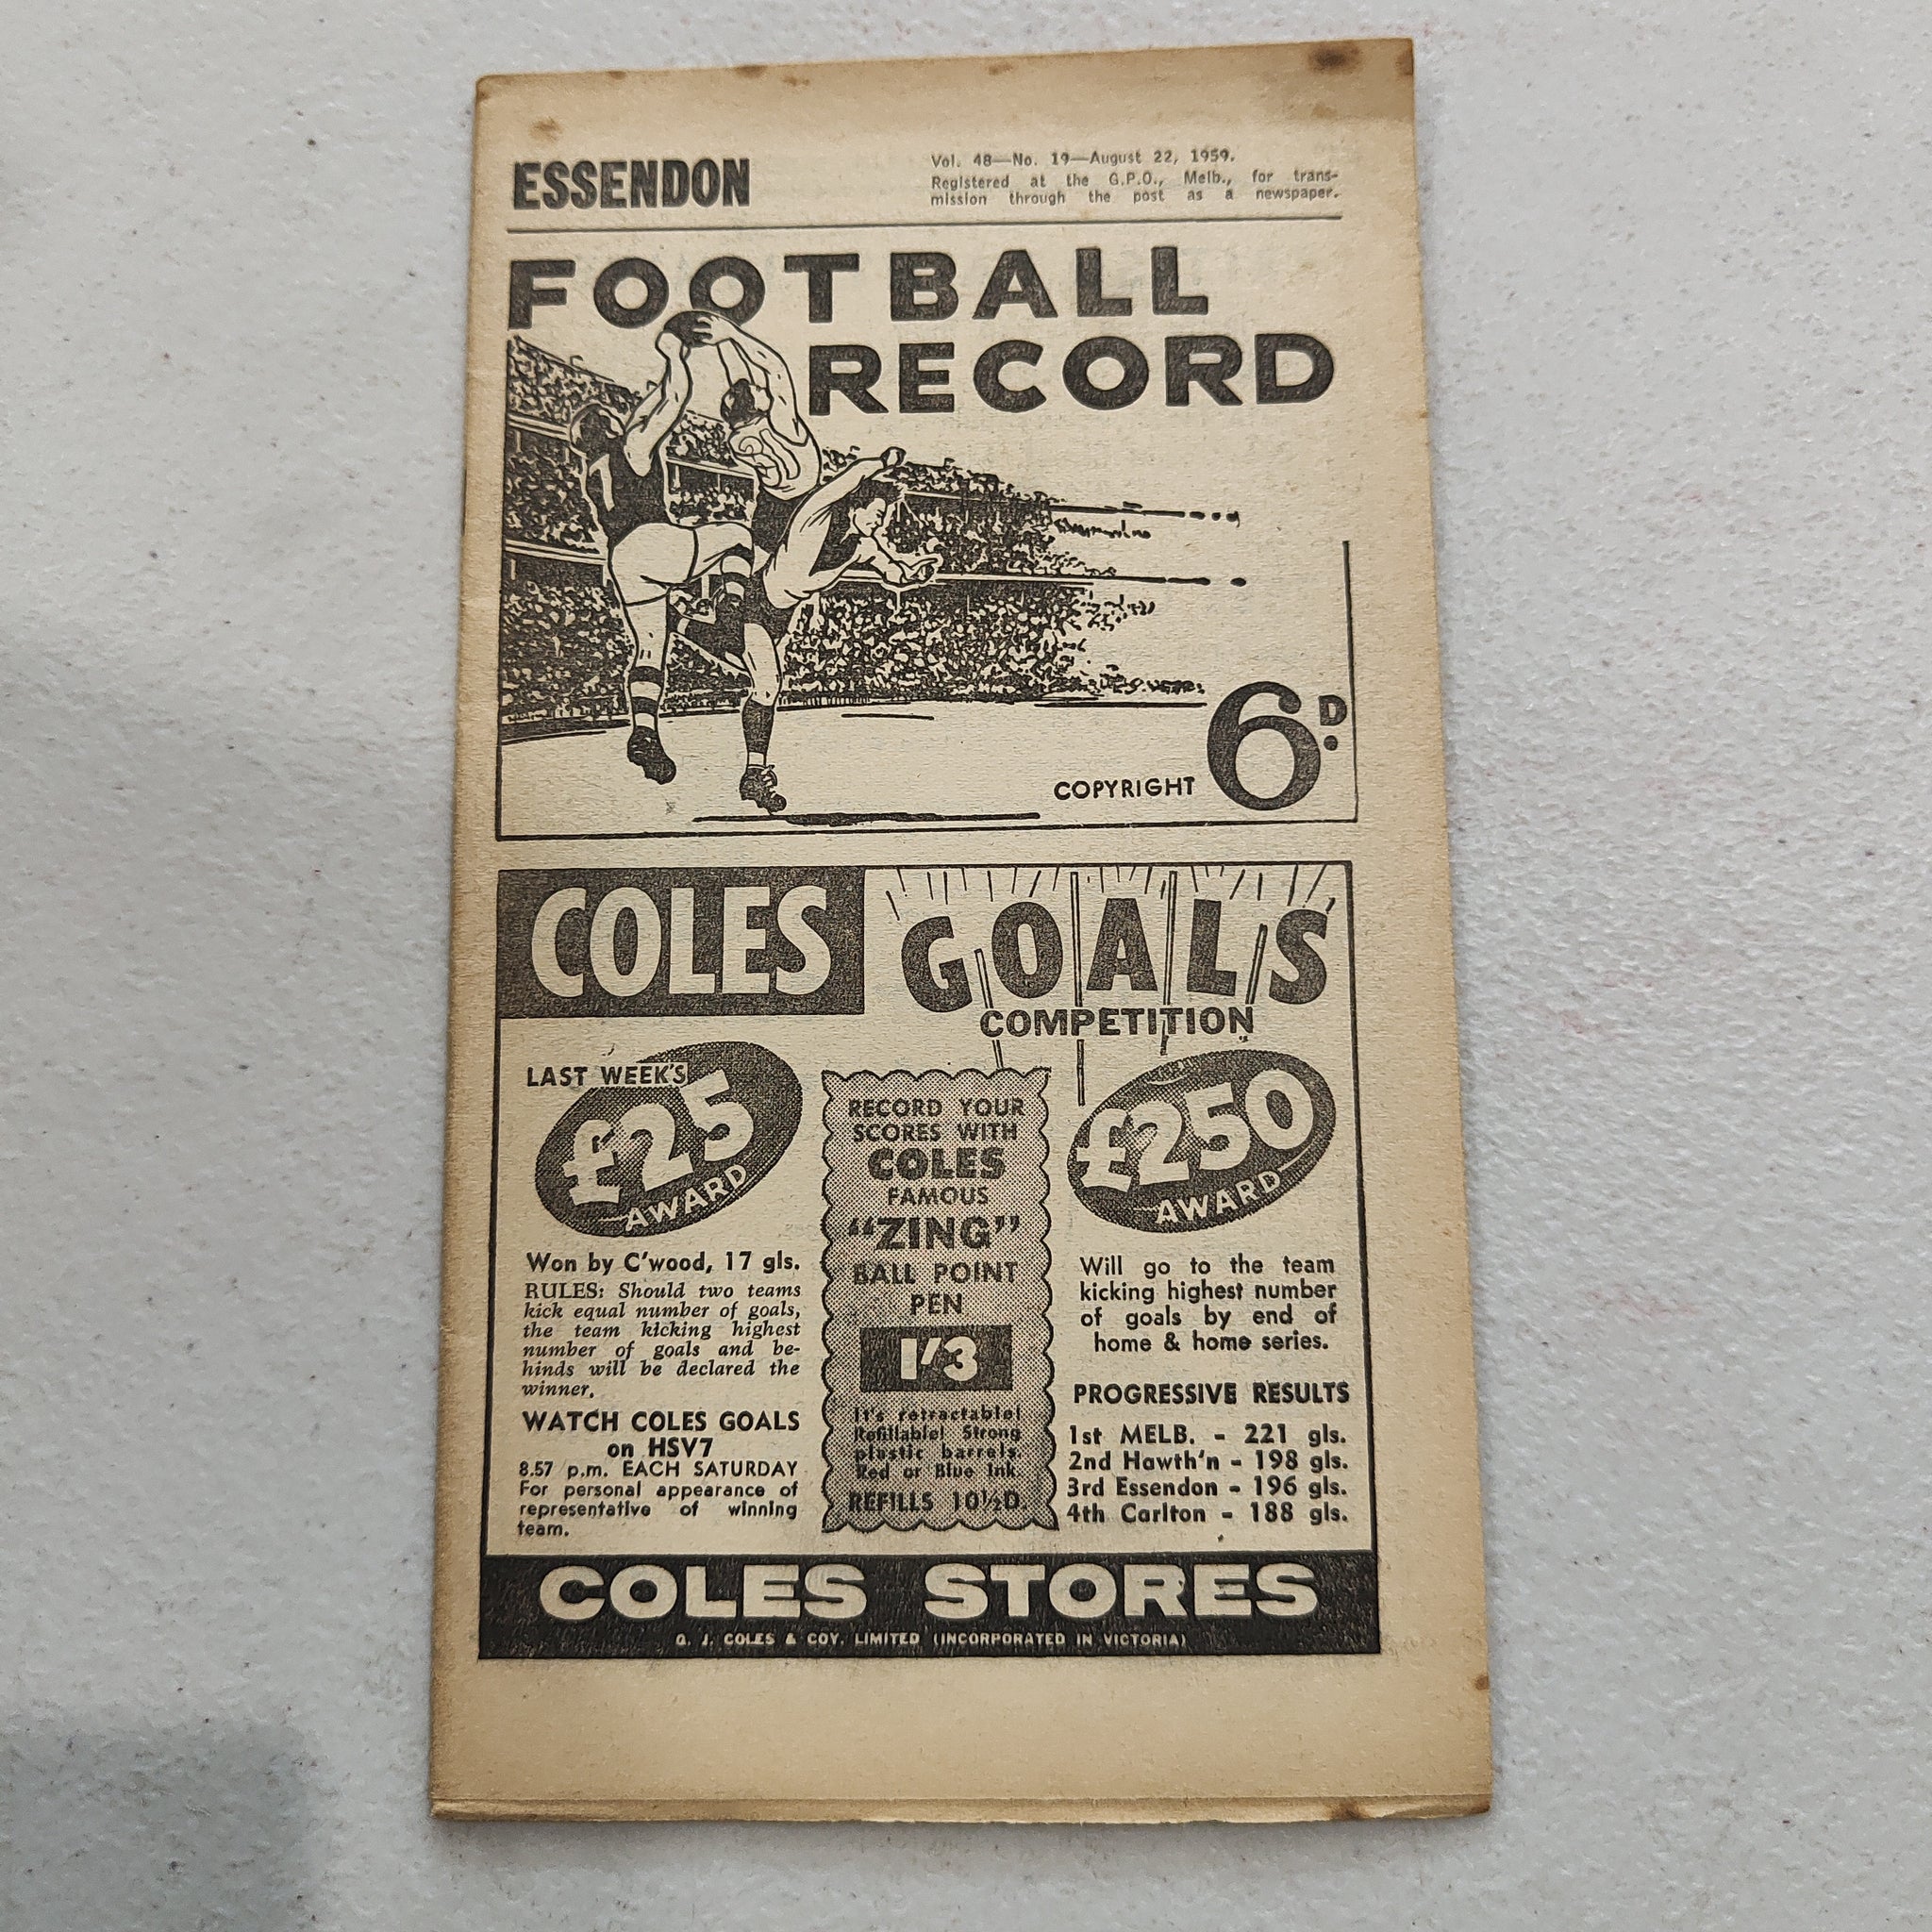 ESSENDON
Vol. 48—No. 19—August 22, 1959.
Registered at the G.P.O., Melb., for trans-
mission through the post as a newspaper.
FOOTBALL
RECORD
7
COPYRIGHT
6D.
COLES
GOALS
COMPETITION
LAST WEEK'S
£25
AWARD
Won by C'wood, 17 gls.
RULES: Should two teams
kick equal number of goals,
the team kicking highest
number of goals and be-
hinds will be declared the
winner.
WATCH COLES GOALS
on HSV7
8.57 p.m. EACH SATURDAY
For personal appearance of
representative of winning
team.
RECORD YOUR
SCORES WITH
COLES
FAMOUS
"ZING"
BALL POINT
PEN
1/3
It's retractable!
Refillable! Strong
plastic barrels.
Red or Blue Ink.
REFILLS 10½D.
£250
AWARD
Will go to the team
kicking highest number
of goals by end of
home & home series.
PROGRESSIVE RESULTS
1st MELB. - 221 gls.
2nd Hawth'n - 198 gls.
3rd Essendon - 196 gls.
4th Carlton - 188 gls.
COLES STORES
G. J. COLES & COY. LIMITED (INCORPORATED IN VICTORIA)